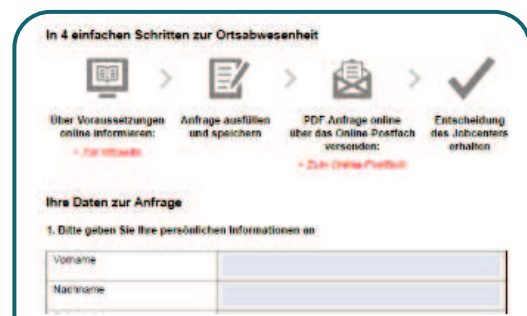 In 4 einfachen Schritten zur Ortsabwesenheit
Über Voraussetzungen
online informieren:
Anfrage ausfüllen
und speichern
PDF Anfrage online
über das Online Postfach
versenden:
» Zum Online-Postfach
Entscheidung
des Jobcenters
erhalten
Ihre Daten zur Anfrage
1. Bitte geben Sie Ihre persönlichen Informationen an
Vorname
Nachname